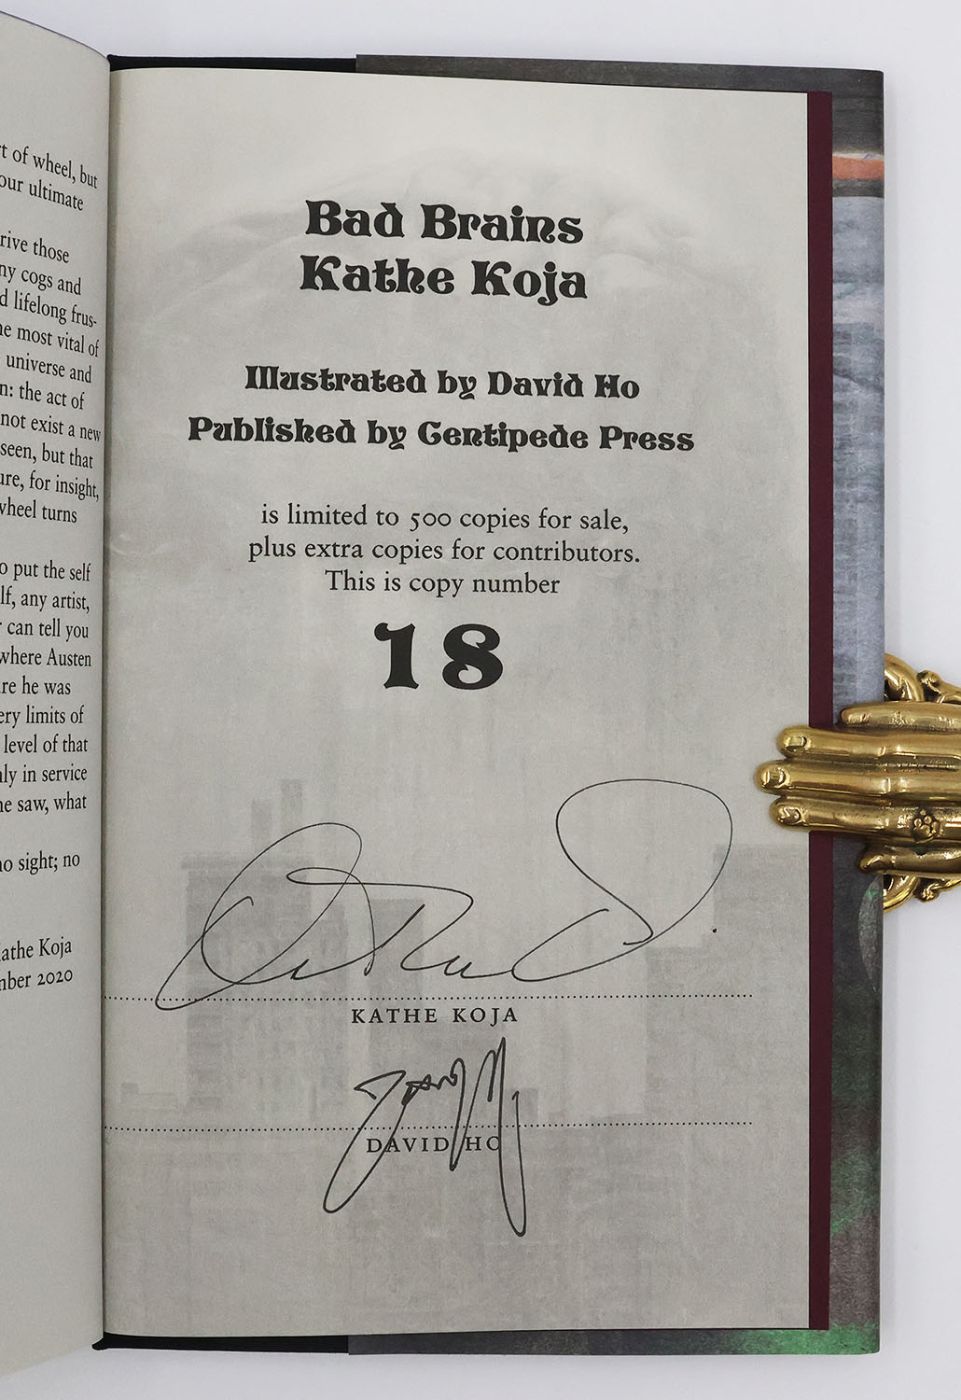 t of wheel, but
our ultimate
rive those
ny cogs and
d lifelong frus-
e most vital of
universe and
n: the act of
not exist a new
seen, but that
ure, for insight,
wheel turns
o put the self
lf, any artist,
can tell you
where Austen
re he was
ery limits of
level of that
ly in service
e saw, what
o sight; no
athe Koja
mber 2020
Bad Brains
Kathe Koja
Illustrated by David Ho
Published by Centipede Press
is limited to 500 copies for sale,
plus extra copies for contributors.
This is copy number
18
KATHE KOJA
DAVID HO